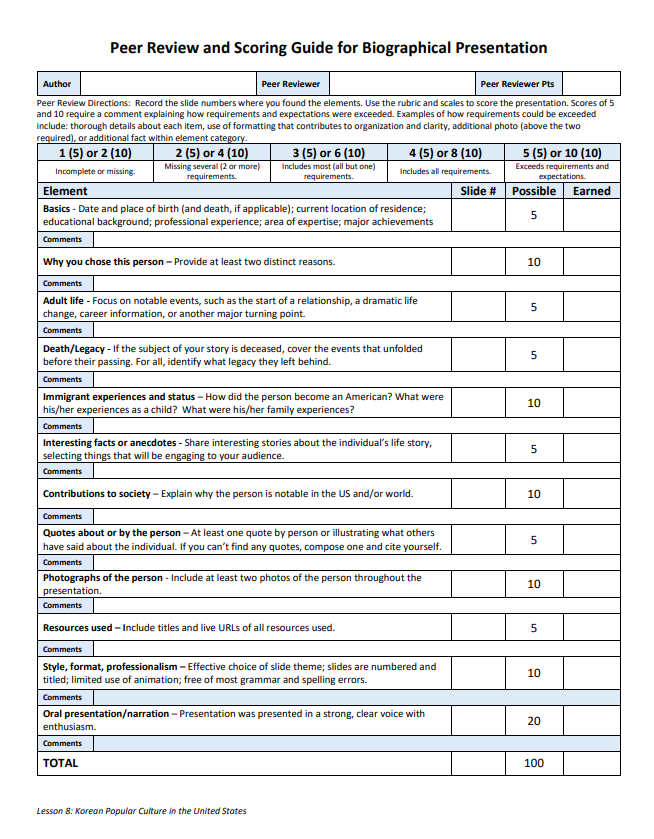 Peer Review and Scoring Guide for Biographical Presentation
Author Peer Reviewer Peer Reviewer Pts
Peer Review Directions: Record the slide numbers where you found the elements. Use the rubric and scales to score the presentation. Scores of 5
and 10 require a comment explaining how requirements and expectations were exceeded. Examples of how requirements could be exceeded
include: thorough details about each item, use of formatting that contributes to organization and clarity, additional photo (above the two
required), or additional fact within element category.
1 (5) or 2 (10) 2 (5) or 4 (10) 3 (5) or 6 (10) 4 (5) or 8 (10) 5 (5) or 10 (10)
Incomplete or missing. Missing several (2 or more) requirements. Includes most (all but one) requirements. Includes all requirements. Exceeds requirements and expectations.
Element Slide # Possible Earned
Basics - Date and place of birth (and death, if applicable); current location of residence;
educational background; professional experience; area of expertise; major achievements
5
Comments
Why you chose this person – Provide at least two distinct reasons. 10
Comments
Adult life - Focus on notable events, such as the start of a relationship, a dramatic life
change, career information, or another major turning point.
5
Comments
Death/Legacy - If the subject of your story is deceased, cover the events that unfolded
before their passing. For all, identify what legacy they left behind.
5
Comments
Immigrant experiences and status – How did the person become an American? What were
his/her experiences as a child? What were his/her family experiences?
10
Comments
Interesting facts or anecdotes - Share interesting stories about the individual's life story,
selecting things that will be engaging to your audience.
5
Comments
Contributions to society – Explain why the person is notable in the US and/or world. 10
Comments
Quotes about or by the person – At least one quote by person or illustrating what others
have said about the individual. If you can't find any quotes, compose one and cite yourself.
5
Comments
Photographs of the person - Include at least two photos of the person throughout the
presentation.
10
Comments
Resources used – Include titles and live URLs of all resources used. 5
Comments
Style, format, professionalism – Effective choice of slide theme; slides are numbered and
titled; limited use of animation; free of most grammar and spelling errors.
10
Comments
Oral presentation/narration – Presentation was presented in a strong, clear voice with
enthusiasm.
20
Comments
TOTAL 100
Lesson 8: Korean Popular Culture in the United States